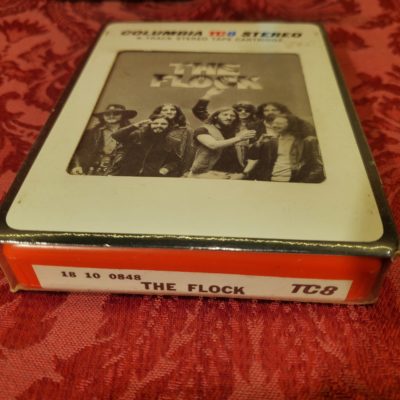 COLUMBIA TC8 STEREO
8 TRACK STEREO TAPE CARTRIDGE
THE
FLOCK
18 10 0848
THE FLOCK
TC8